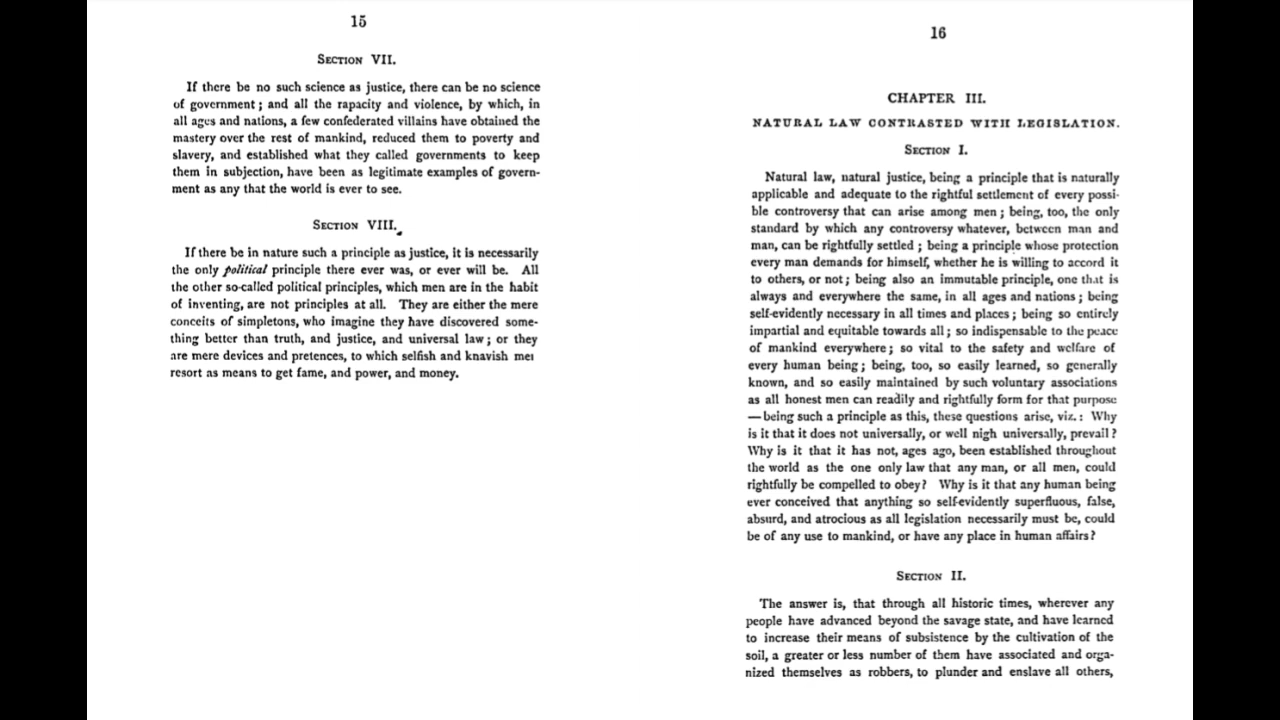 15
SECTION VII.
If there be no such science as justice, there can be no science
of government; and all the rapacity and violence, by which, in
all ages and nations, a few confederated villains have obtained the
mastery over the rest of mankind, reduced them to poverty and
slavery, and established what they called governments to keep
them in subjection, have been as legitimate examples of govern-
ment as any that the world is ever to see.
SECTION VIII.
If there be in nature such a principle as justice, it is necessarily
the only political principle there ever was, or ever will be. All
the other so-called political principles, which men are in the habit
of inventing, are not principles at all. They are either the mere
conceits of simpletons, who imagine they have discovered some-
thing better than truth, and justice, and universal law; or they
are mere devices and pretences, to which selfish and knavish men
resort as means to get fame, and power, and money.
16
CHAPTER III.
NATURAL LAW CONTRASTED WITH LEGISLATION.
SECTION I.
Natural law, natural justice, being a principle that is naturally
applicable and adequate to the rightful settlement of every possi-
ble controversy that can arise among men; being, too, the only
standard by which any controversy whatever, between man and
man, can be rightfully settled; being a principle whose protection
every man demands for himself, whether he is willing to accord it
to others, or not; being also an immutable principle, one that is
always and everywhere the same, in all ages and nations; being
self-evidently necessary in all times and places; being so entirely
impartial and equitable towards all; so indispensable to the peace
of mankind everywhere; so vital to the safety and welfare of
every human being; being, too, so easily learned, so generally
known, and so easily maintained by such voluntary associations
as all honest men can readily and rightfully form for that purpose
—being such a principle as this, these questions arise, viz.: Why
is it that it does not universally, or well nigh universally, prevail?
Why is it that it has not, ages ago, been established throughout
the world as the one only law that any man, or all men, could
rightfully be compelled to obey? Why is it that any human being
ever conceived that anything so self-evidently superfluous, false,
absurd, and atrocious as all legislation necessarily must be, could
be of any use to mankind, or have any place in human affairs?
SECTION II.
The answer is, that through all historic times, wherever any
people have advanced beyond the savage state, and have learned
to increase their means of subsistence by the cultivation of the
soil, a greater or less number of them have associated and orga-
nized themselves as robbers, to plunder and enslave all others,